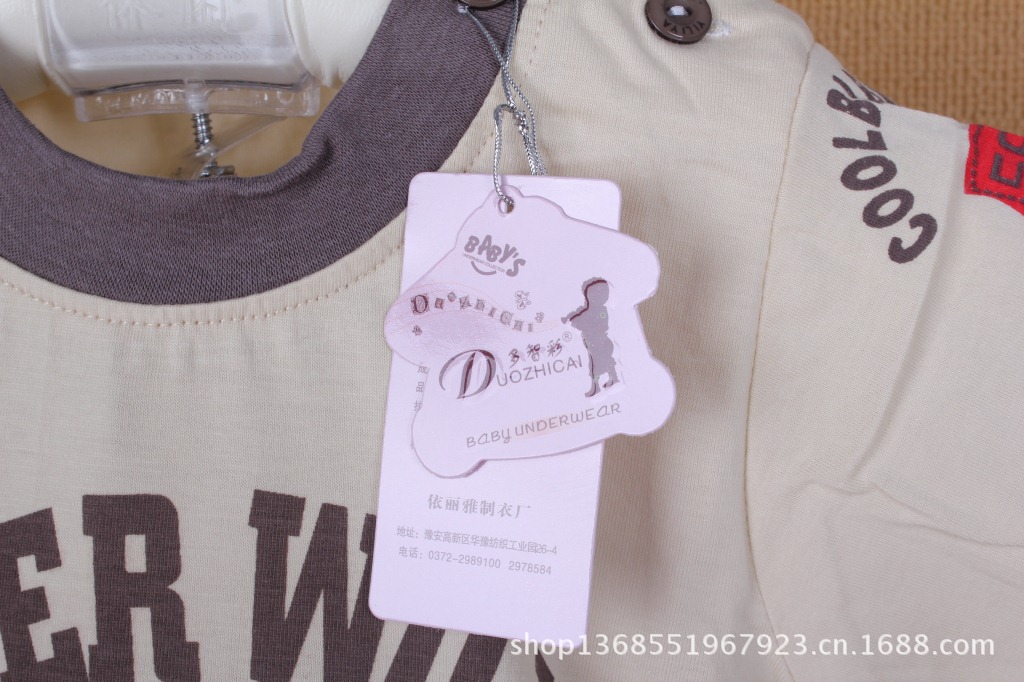 YILIYA
COOLB
BABY'S
DUOZHICAI
多智彩®
DUOZHICAI
BABY UNDERWEAR
依丽雅制衣厂
地址：豫安高新区华豫纺织工业园26-4
电话：0372-2989100 2978584
ER W
shop1368551967923.cn.1688.com